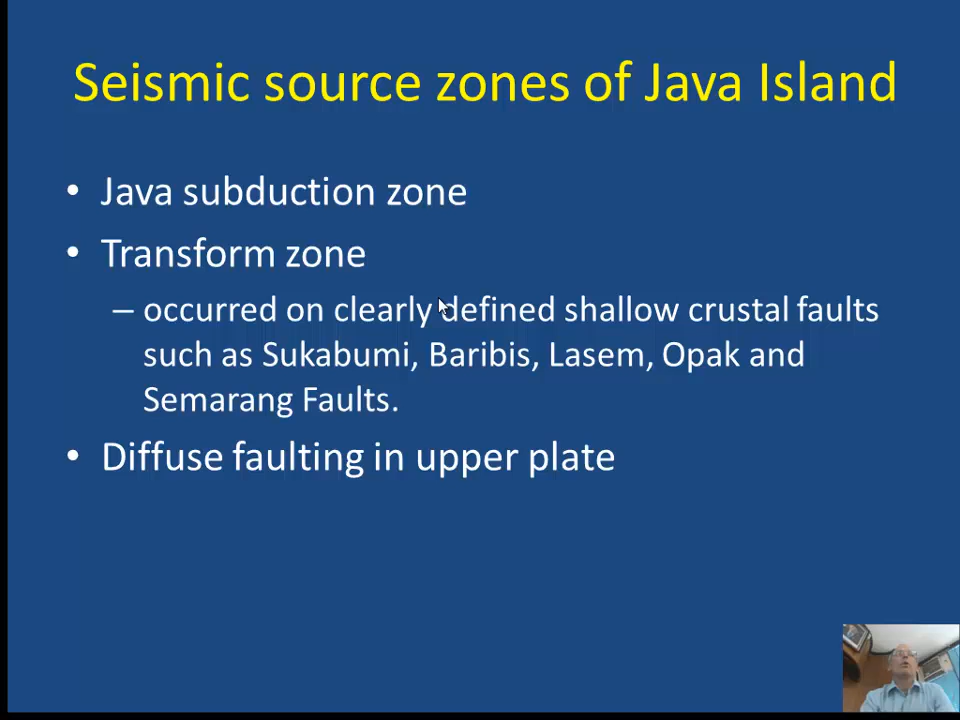 Seismic source zones of Java Island
• Java subduction zone
• Transform zone
– occurred on clearly defined shallow crustal faults
such as Sukabumi, Baribis, Lasem, Opak and
Semarang Faults.
• Diffuse faulting in upper plate